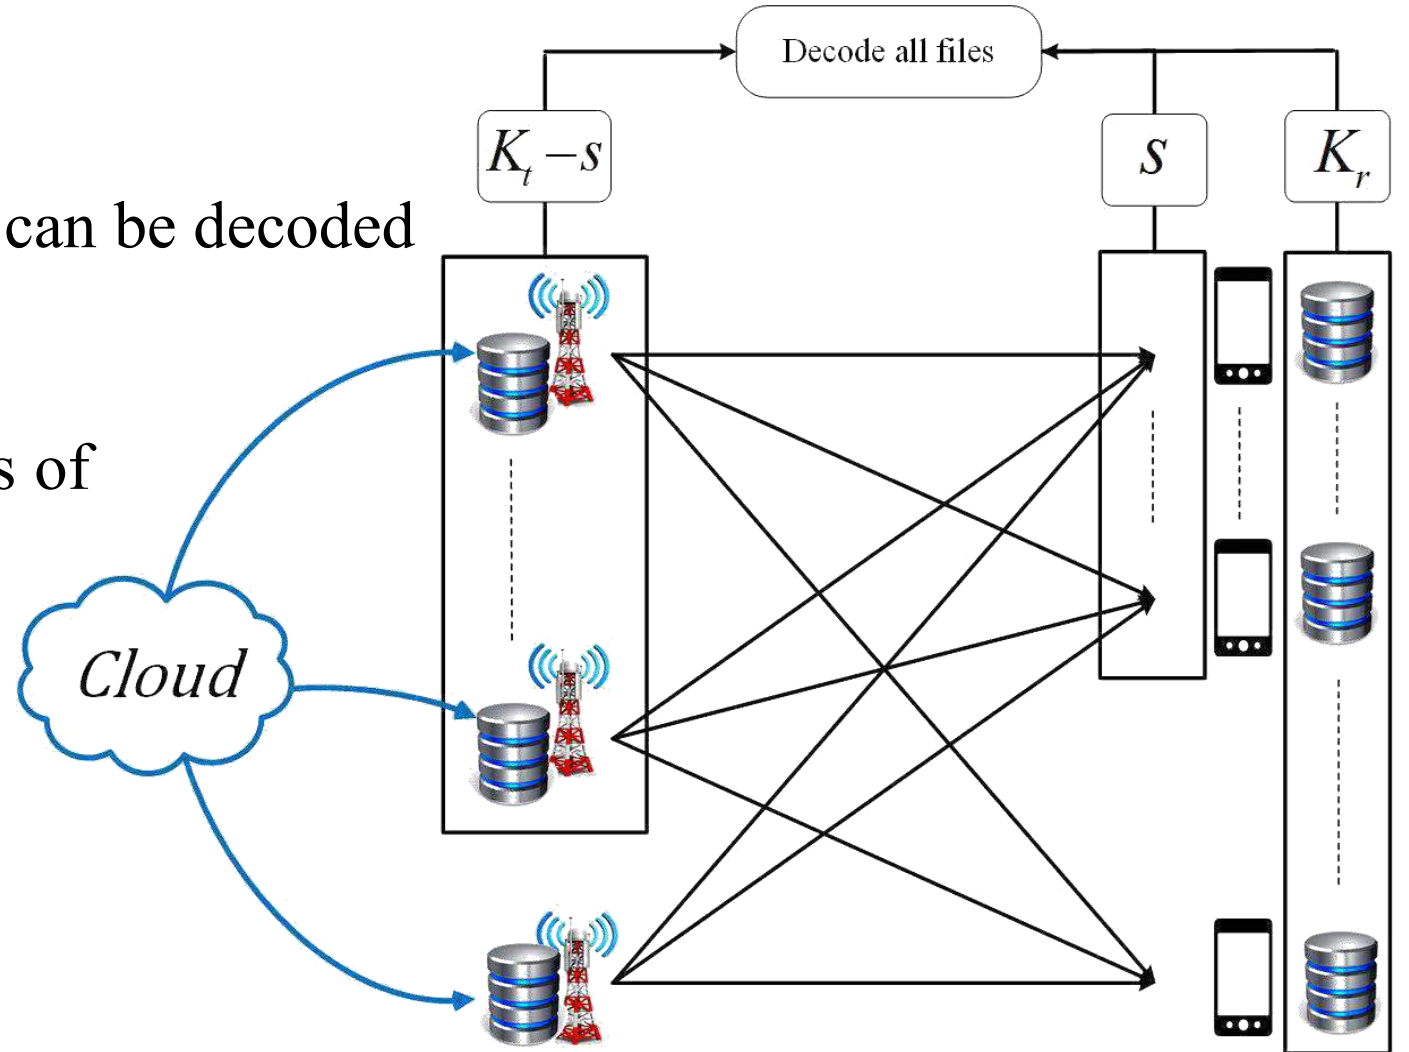 Decode all files
K_t – s
s
K_r
can be decoded
s of
Cloud